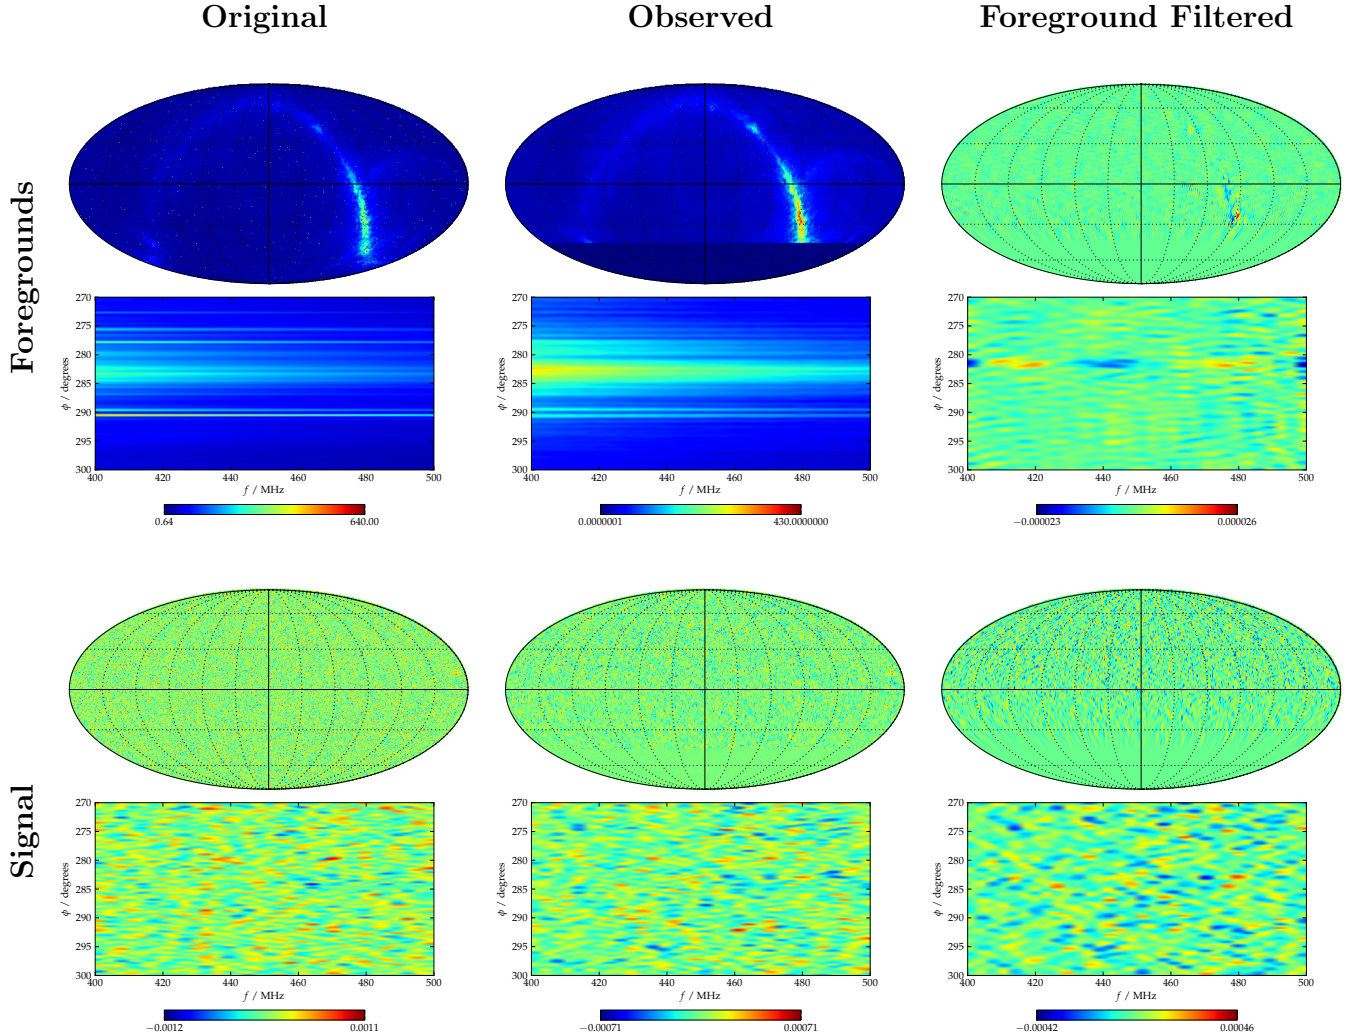 Original Observed Foreground Filtered
Foregrounds
270 270 270
275 275 275
280 280 280
285 285 285
290 290 290
295 295 295
300 300 300
φ / degrees φ / degrees φ / degrees
400 420 440 460 480 500 400 420 440 460 480 500 400 420 440 460 480 500
f / MHz f / MHz f / MHz
0.64 640.00 0.0000001 430.0000000 −0.000023 0.000026
Signal
270 270 270
275 275 275
280 280 280
285 285 285
290 290 290
295 295 295
300 300 300
φ / degrees φ / degrees φ / degrees
400 420 440 460 480 500 400 420 440 460 480 500 400 420 440 460 480 500
f / MHz f / MHz f / MHz
−0.0012 0.0011 −0.00071 0.00071 −0.00042 0.00046